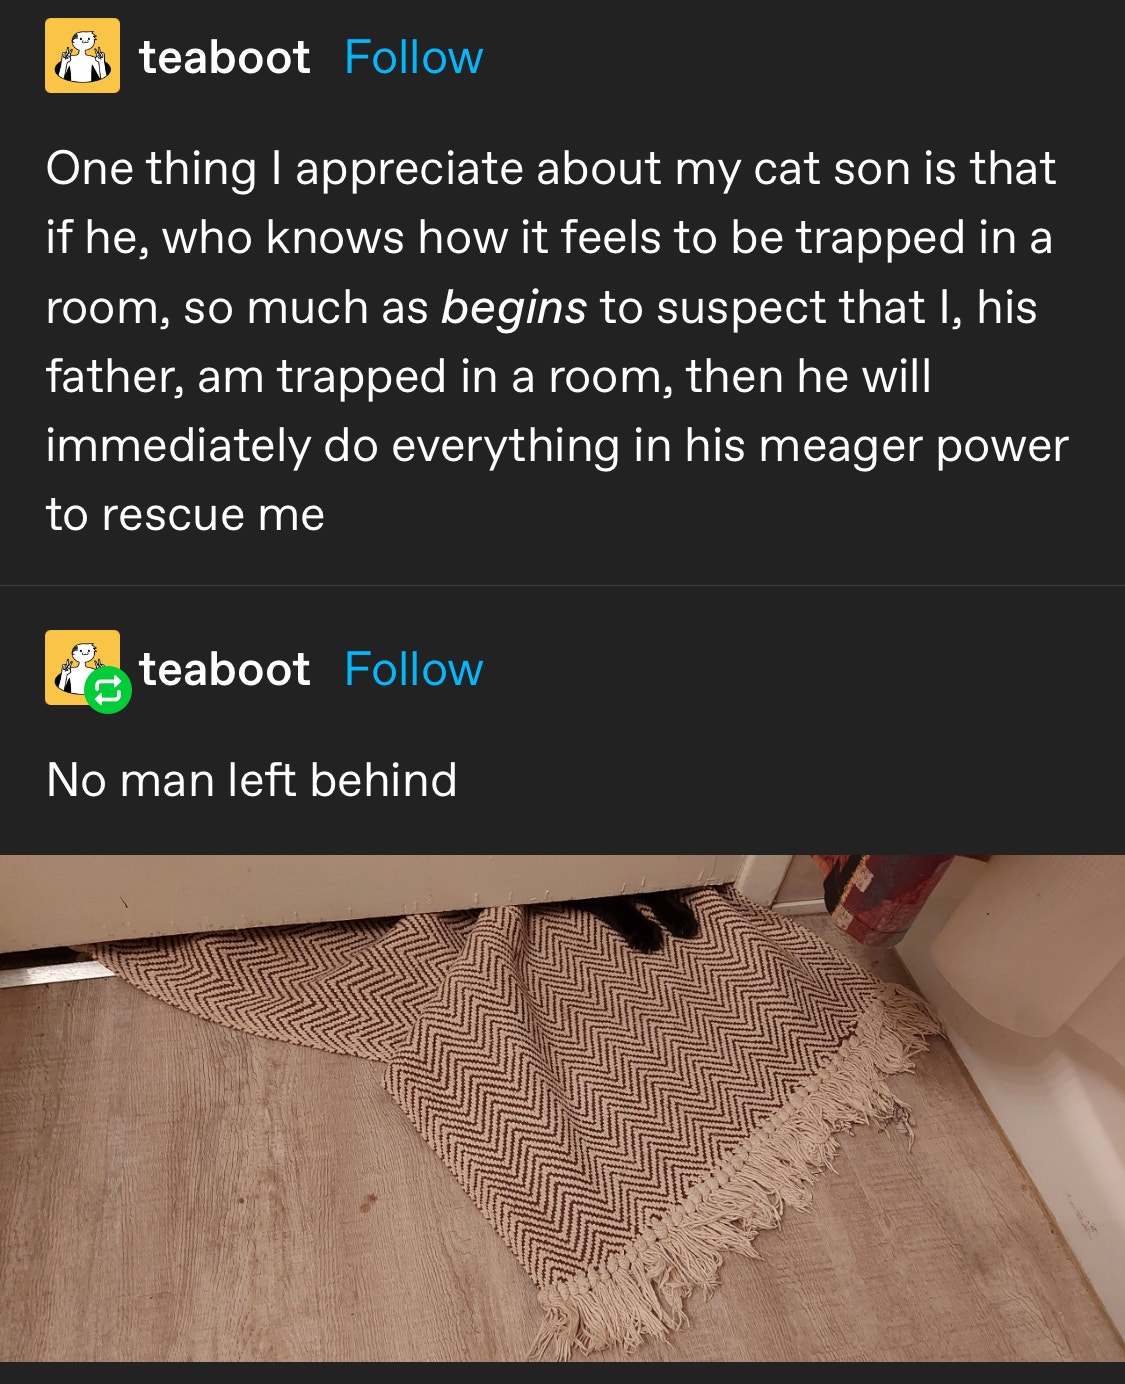 teaboot Follow
One thing I appreciate about my cat son is that
if he, who knows how it feels to be trapped in a
room, so much as begins to suspect that I, his
father, am trapped in a room, then he will
immediately do everything in his meager power
to rescue me
teaboot Follow
No man left behind